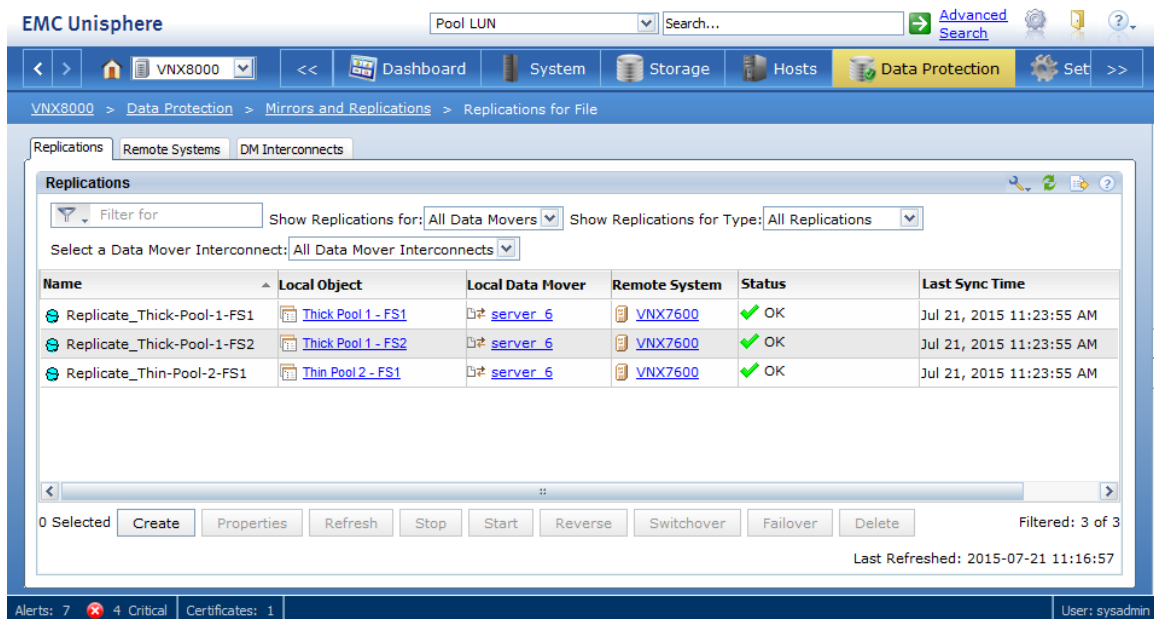 EMC Unisphere
Pool LUN
Search...
Advanced Search
VNX8000
<<
Dashboard
System
Storage
Hosts
Data Protection
Set
>>
VNX8000 > Data Protection > Mirrors and Replications > Replications for File
Replications
Remote Systems
DM Interconnects
Replications
Filter for
Show Replications for: All Data Movers
Show Replications for Type: All Replications
Select a Data Mover Interconnect: All Data Mover Interconnects
Name Local Object Local Data Mover Remote System Status Last Sync Time
Replicate_Thick-Pool-1-FS1 Thick Pool 1 - FS1 server_6 VNX7600 OK Jul 21, 2015 11:23:55 AM
Replicate_Thick-Pool-1-FS2 Thick Pool 1 - FS2 server_6 VNX7600 OK Jul 21, 2015 11:23:55 AM
Replicate_Thin-Pool-2-FS1 Thin Pool 2 - FS1 server_6 VNX7600 OK Jul 21, 2015 11:23:55 AM
0 Selected Create Properties Refresh Stop Start Reverse Switchover Failover Delete Filtered: 3 of 3
Last Refreshed: 2015-07-21 11:16:57
Alerts: 7 4 Critical Certificates: 1 User: sysadmin